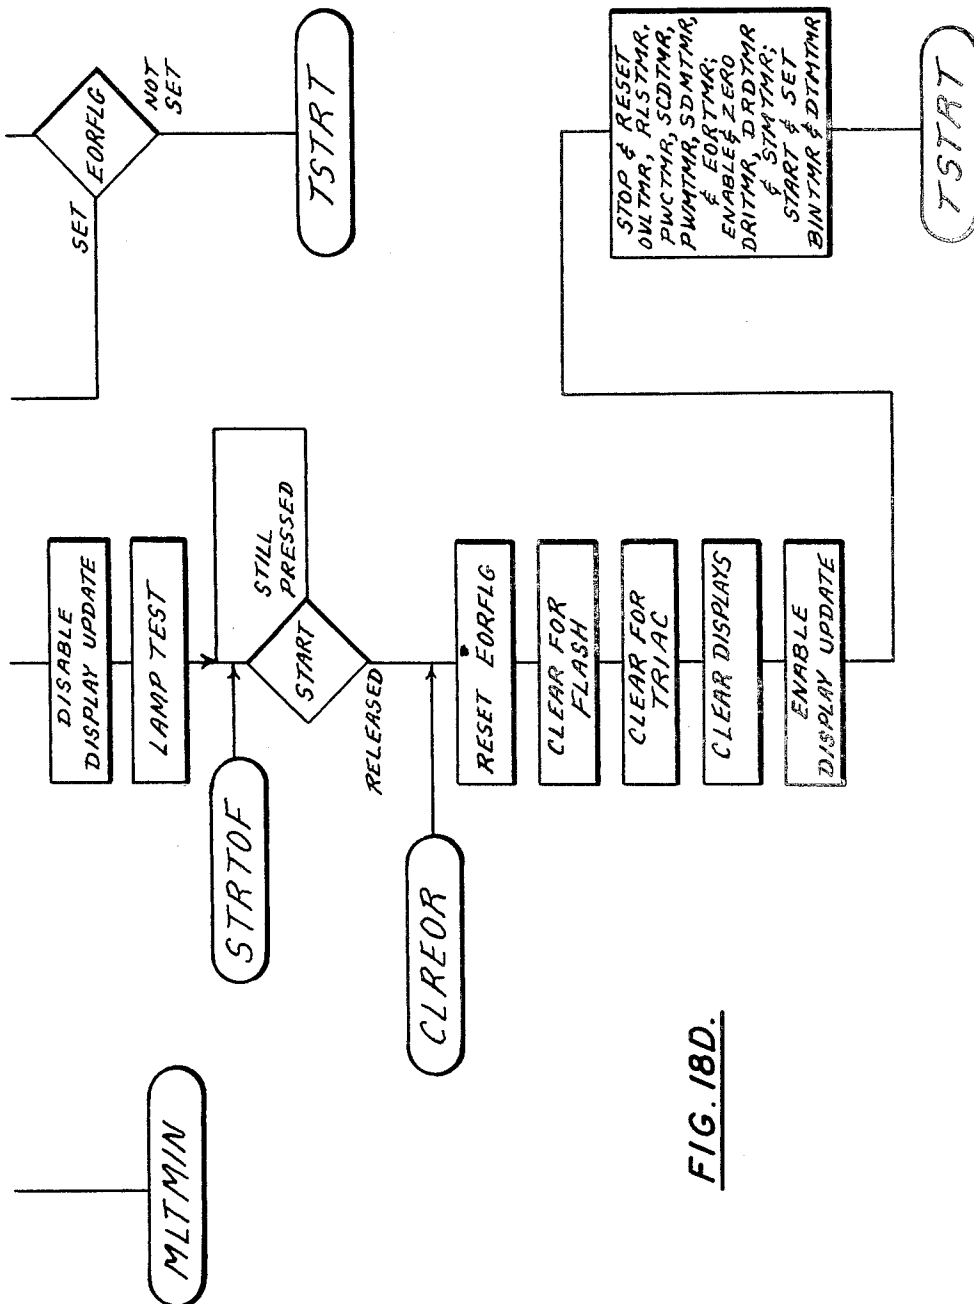 MLTMIN
DISABLE
DISPLAY UPDATE
LAMP TEST
STRTOF
START
STILL
PRESSED
RELEASED
CLREOR
RESET EORFLG
CLEAR FOR
FLASH
CLEAR FOR
TRIAC
CLEAR DISPLAYS
ENABLE
DISPLAY UPDATE
EORFLG
SET
NOT
SET
TSTRT
STOP & RESET
OVLTMR, RLSTMR,
PWCTMR, SCDTMR,
PWMTMR, SDMTMR,
& EORTMR;
ENABLE & ZERO
DRITMR, DRDTMR
& STMTMR;
START & SET
BINTMR & DTMTMR
TSTRT
FIG. 18D.